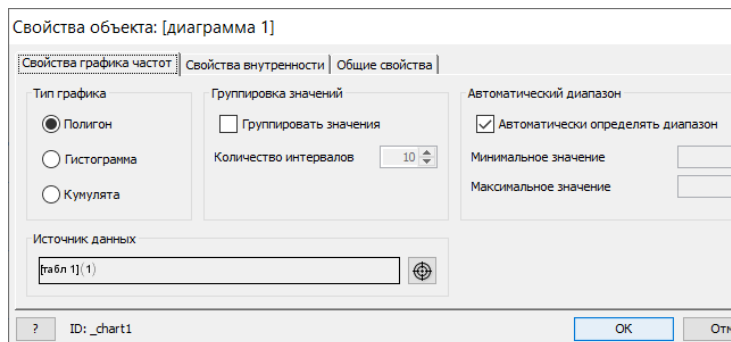 Свойства объекта: [диаграмма 1]
Свойства графика частот Свойства внутренности Общие свойства
Тип графика Группировка значений Автоматический диапазон
Полигон Группировать значения Автоматически определять диапазон
Гистограмма Количество интервалов 10 Минимальное значение
Кумулята Максимальное значение
Источник данных
[табл 1](1)
? ID: _chart1 OK Отм